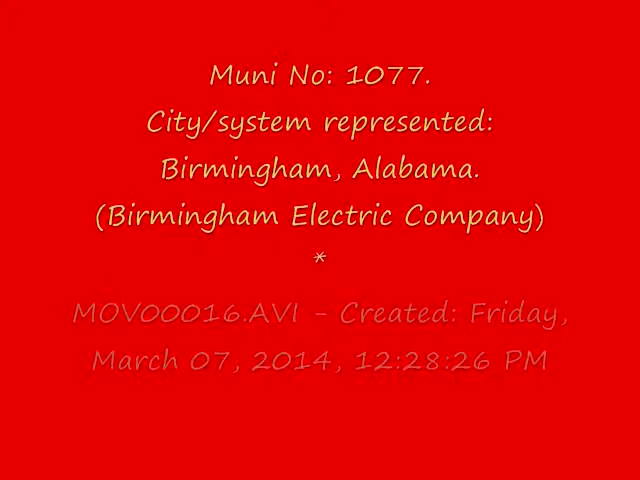 Muni No: 1077.
City/system represented:
Birmingham, Alabama.
(Birmingham Electric Company)
*
MOV00016.AVI - Created: Friday,
March 07, 2014, 12:28:26 PM